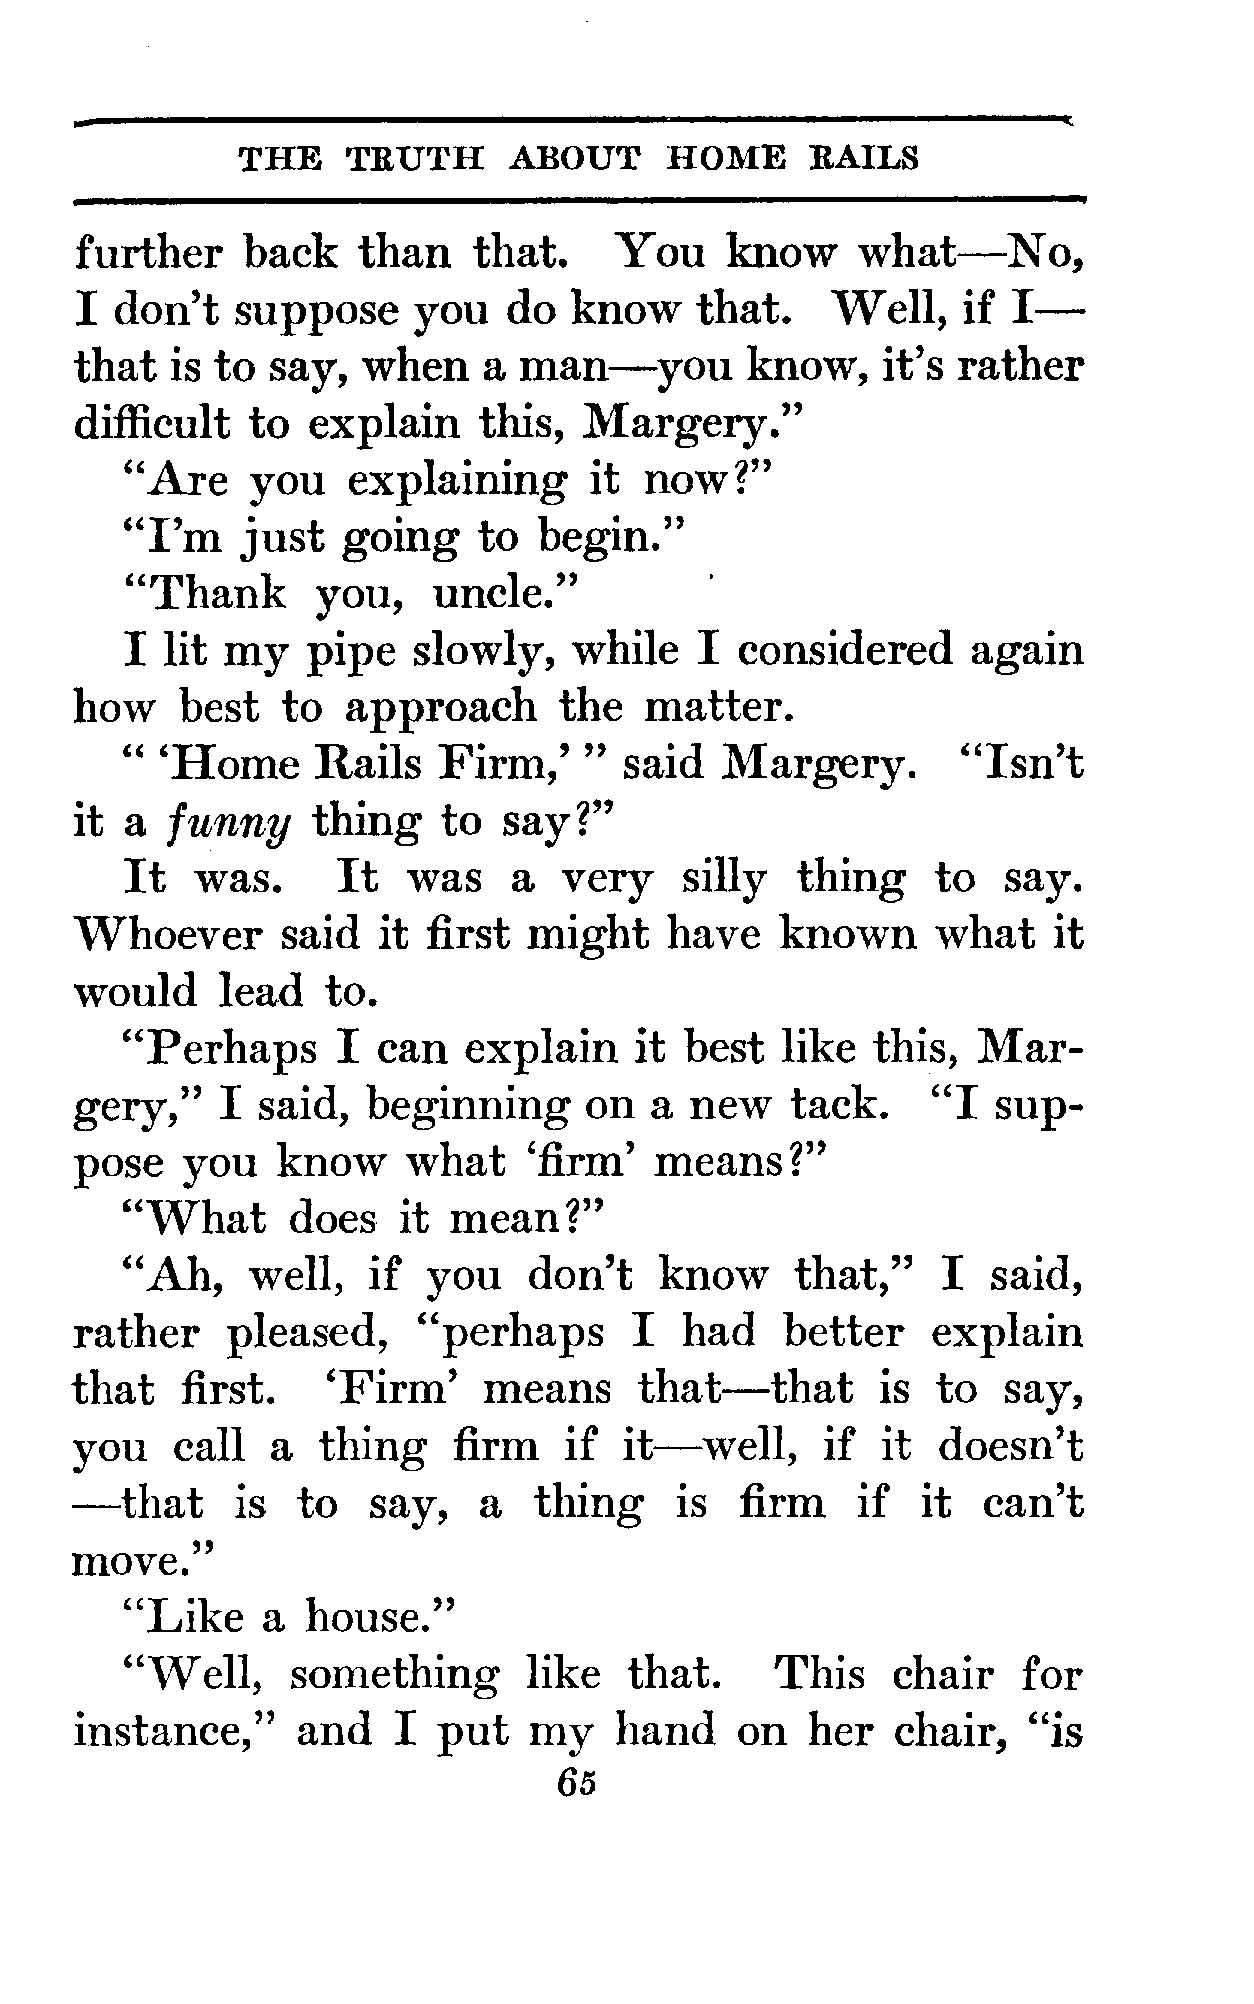 THE TRUTH ABOUT HOME RAILS
further back than that. You know what—No,
I don't suppose you do know that. Well, if I—
that is to say, when a man—you know, it's rather
difficult to explain this, Margery."
"Are you explaining it now?"
"I'm just going to begin."
"Thank you, uncle."
I lit my pipe slowly, while I considered again
how best to approach the matter.
" 'Home Rails Firm,' " said Margery. "Isn't
it a funny thing to say?"
It was. It was a very silly thing to say.
Whoever said it first might have known what it
would lead to.
"Perhaps I can explain it best like this, Mar-
gery," I said, beginning on a new tack. "I sup-
pose you know what 'firm' means?"
"What does it mean?"
"Ah, well, if you don't know that," I said,
rather pleased, "perhaps I had better explain
that first. 'Firm' means that—that is to say,
you call a thing firm if it—well, if it doesn't
—that is to say, a thing is firm if it can't
move."
"Like a house."
"Well, something like that. This chair for
instance," and I put my hand on her chair, "is
65